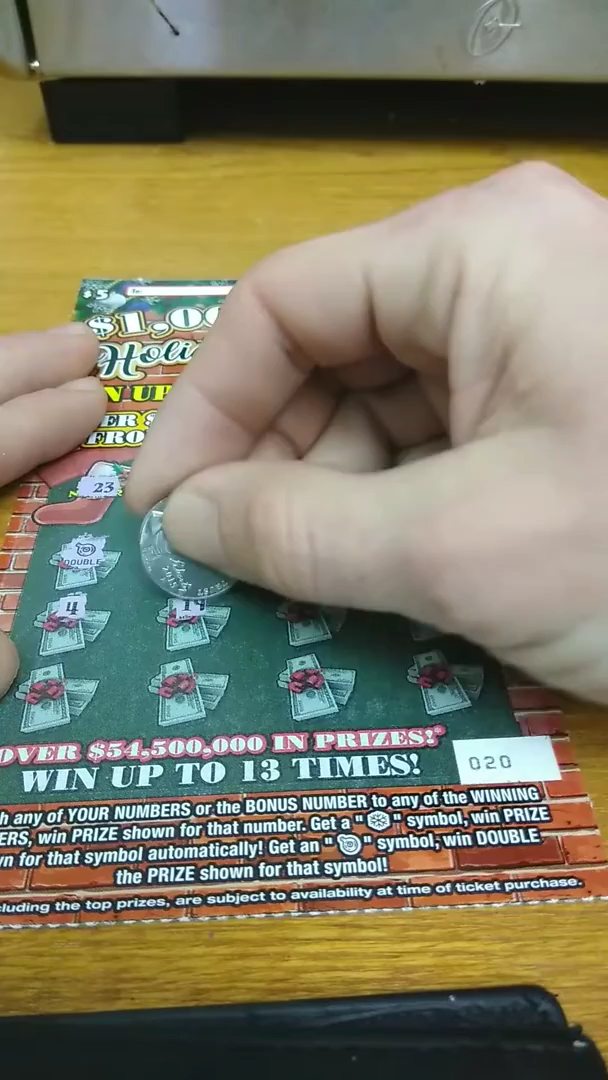 $5
$1,00
Holi
N UP
ER $
FRO
23
DOUBLE
4 19
OVER $54,500,000 IN PRIZES!*
WIN UP TO 13 TIMES!
020
h any of YOUR NUMBERS or the BONUS NUMBER to any of the WINNING
ERS, win PRIZE shown for that number. Get a " " symbol, win PRIZE
wn for that symbol automatically! Get an " " symbol, win DOUBLE
the PRIZE shown for that symbol!
cluding the top prizes, are subject to availability at time of ticket purchase.